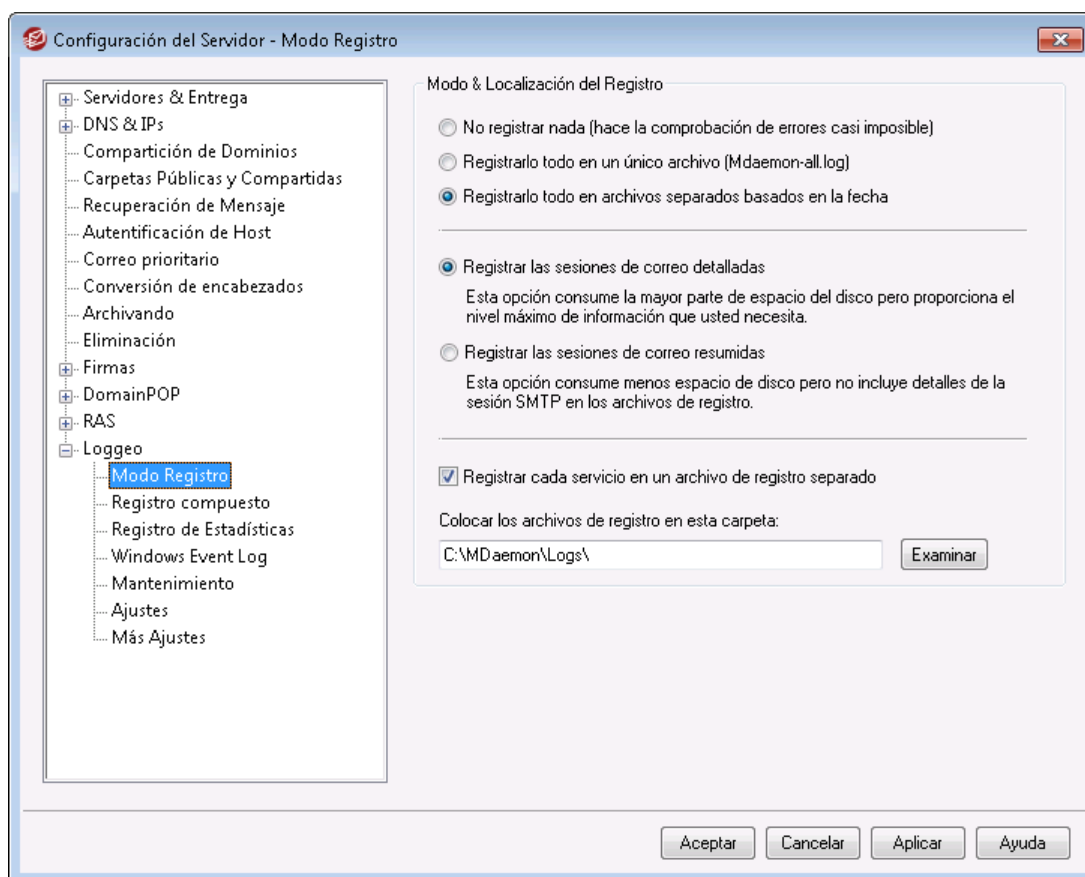 Configuración del Servidor - Modo Registro
Servidores & Entrega
DNS & IPs
Compartición de Dominios
Carpetas Públicas y Compartidas
Recuperación de Mensaje
Autentificación de Host
Correo prioritario
Conversión de encabezados
Archivando
Eliminación
Firmas
DomainPOP
RAS
Loggeo
Modo Registro
Registro compuesto
Registro de Estadísticas
Windows Event Log
Mantenimiento
Ajustes
Más Ajustes
Modo & Localización del Registro
No registrar nada (hace la comprobación de errores casi imposible)
Registrarlo todo en un único archivo (Mdaemon-all.log)
Registrarlo todo en archivos separados basados en la fecha
Registrar las sesiones de correo detalladas
Esta opción consume la mayor parte de espacio del disco pero proporciona el
nivel máximo de información que usted necesita.
Registrar las sesiones de correo resumidas
Esta opción consume menos espacio de disco pero no incluye detalles de la
sesión SMTP en los archivos de registro.
Registrar cada servicio en un archivo de registro separado
Colocar los archivos de registro en esta carpeta:
C:\MDaemon\Logs\
Examinar
Aceptar
Cancelar
Aplicar
Ayuda